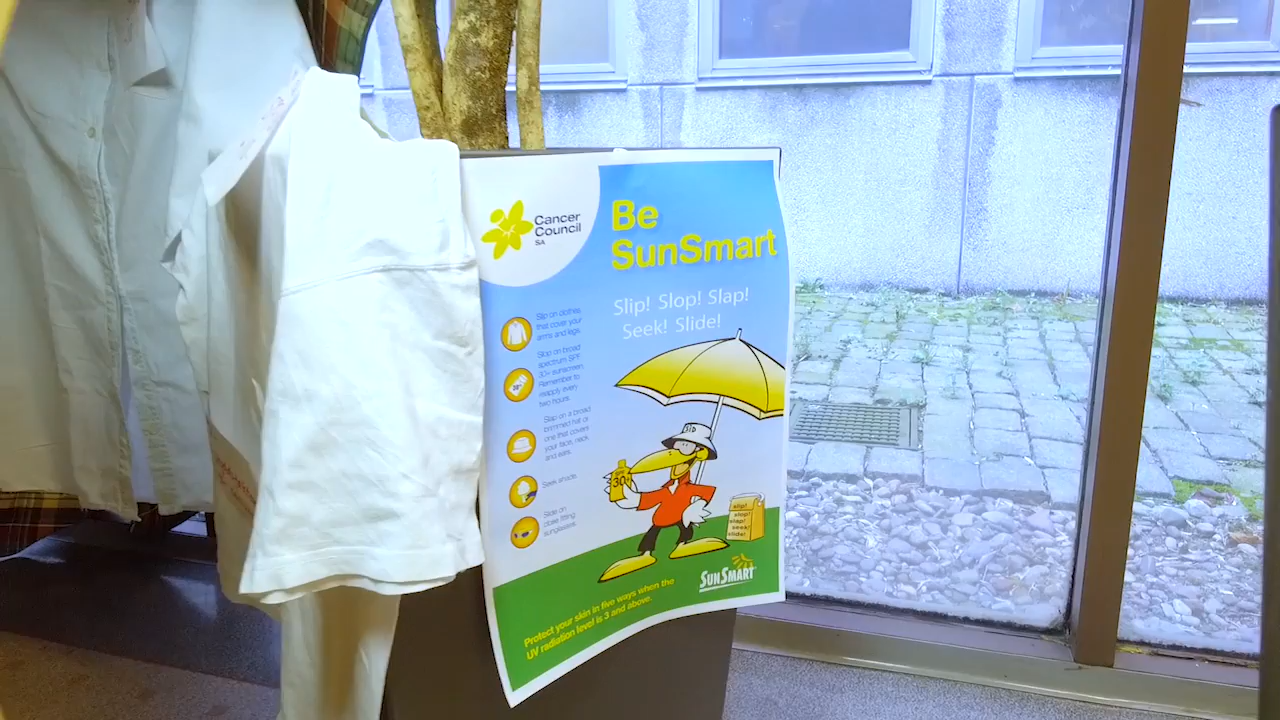 Cancer
Council
SA
Be
SunSmart
Slip! Slop! Slap!
Seek! Slide!
Slip on clothes
that cover your
arms and legs.
Slop on broad
spectrum SPF
30+ sunscreen.
Remember to
reapply every
two hours.
Slap on a broad
brimmed hat or
one that covers
your face, neck
and ears.
Seek shade.
Slide on
close fitting
sunglasses.
SID
30+
slip!
slop!
slap!
seek!
slide!
SUNSMART
Protect your skin in five ways when the
UV radiation level is 3 and above.